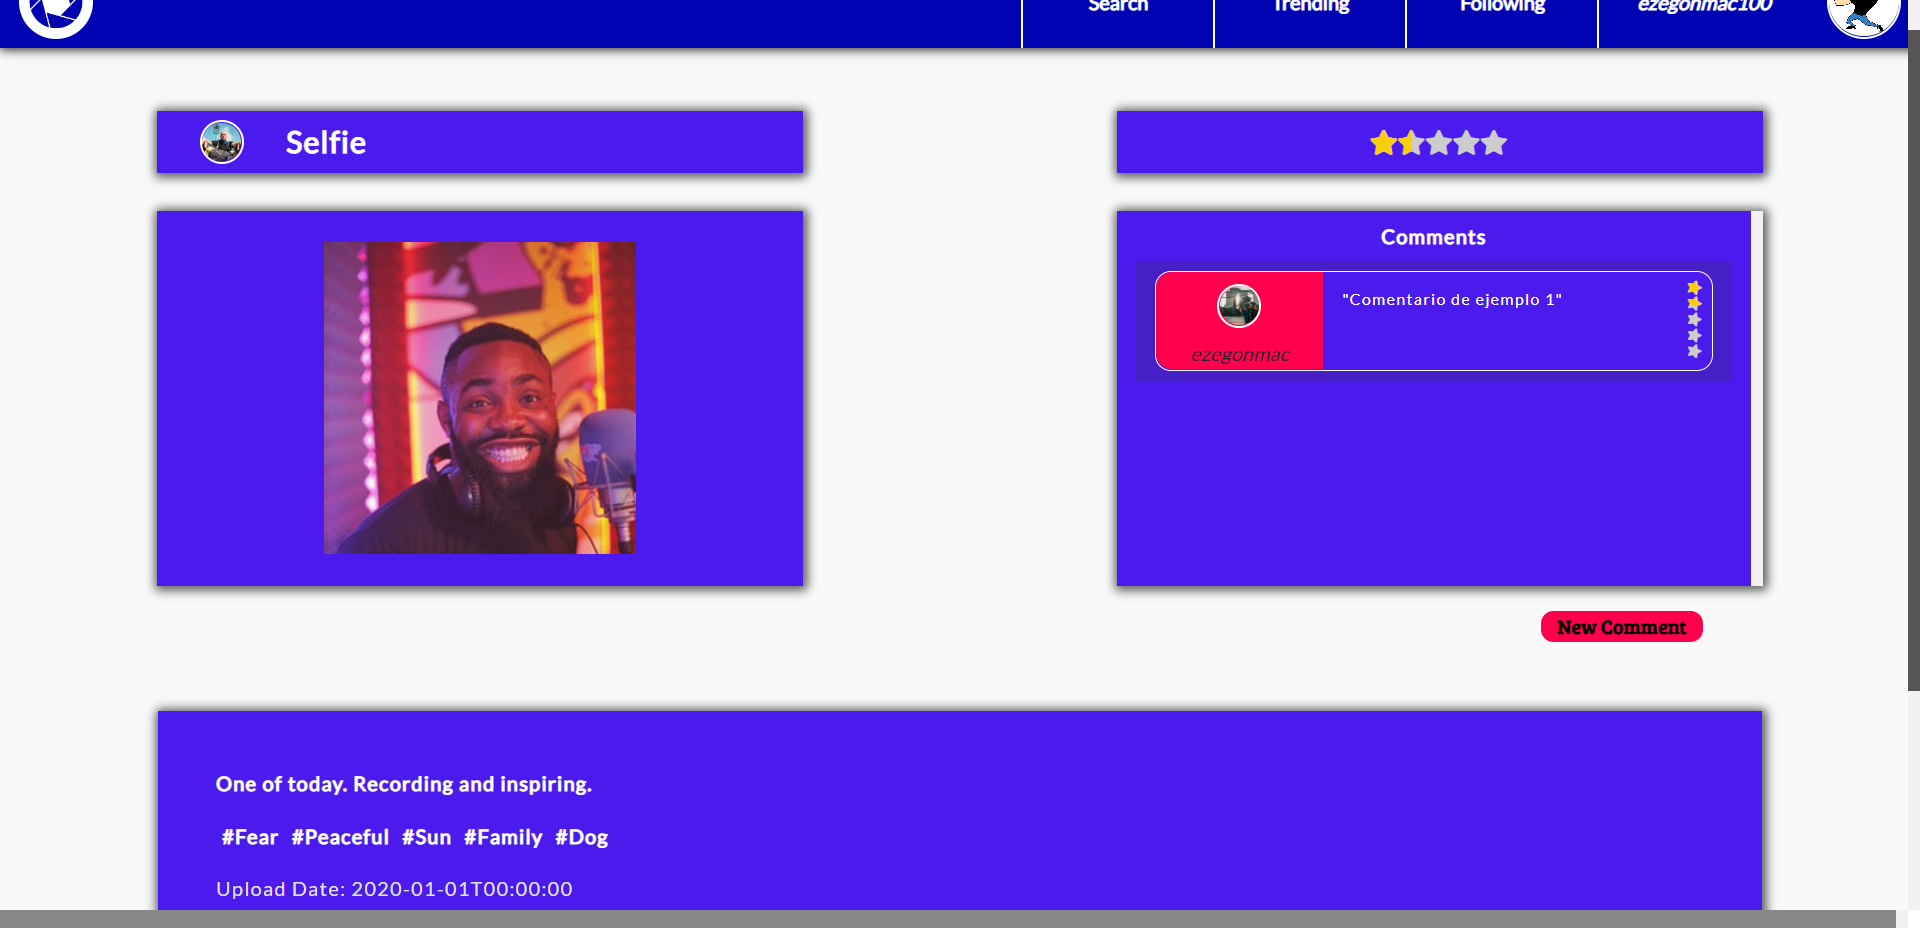 Search
Trending
Following
ezegonmac100
Selfie
Comments
"Comentario de ejemplo 1"
ezegonmac
New Comment
One of today. Recording and inspiring.
#Fear #Peaceful #Sun #Family #Dog
Upload Date: 2020-01-01T00:00:00